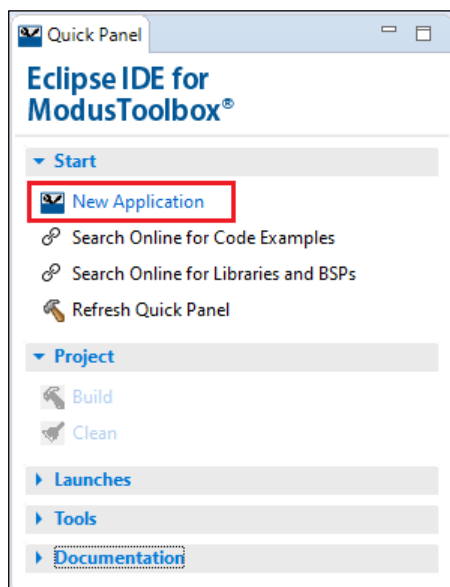 Quick Panel
Eclipse IDE for
ModusToolbox®
Start
New Application
Search Online for Code Examples
Search Online for Libraries and BSPs
Refresh Quick Panel
Project
Build
Clean
Launches
Tools
Documentation